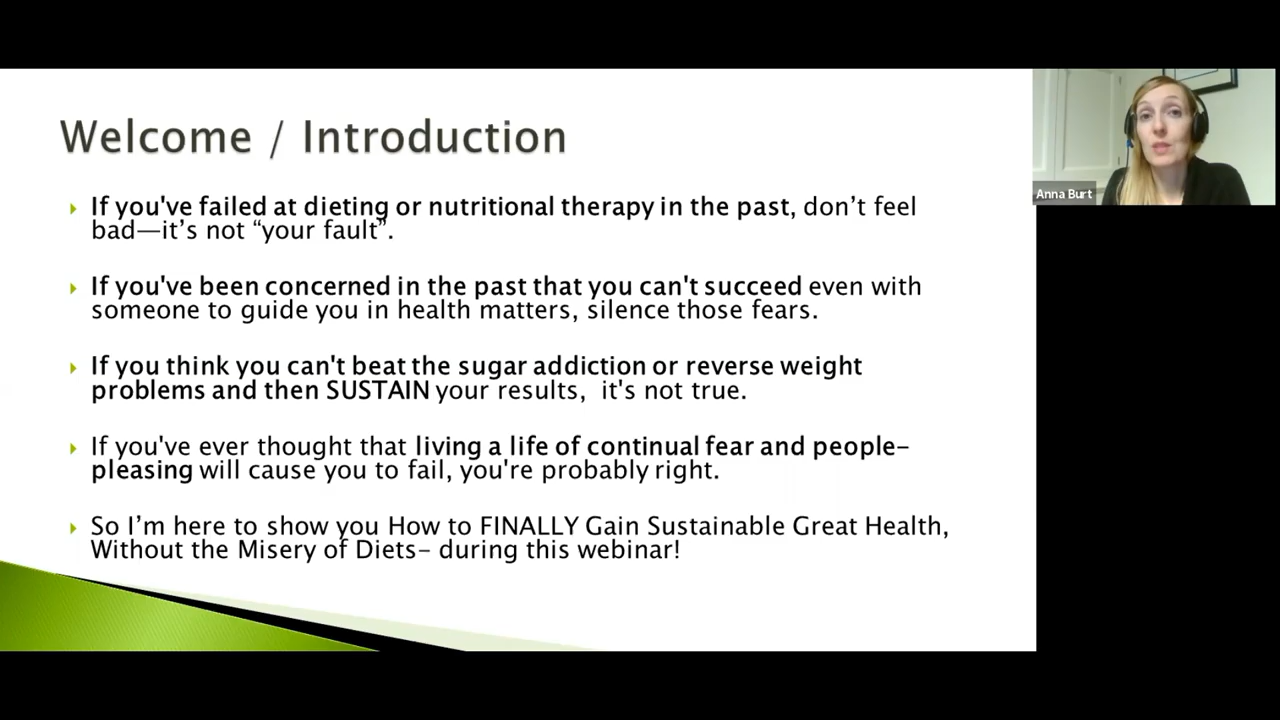 Welcome / Introduction
If you've failed at dieting or nutritional therapy in the past, don’t feel
bad—it’s not “your fault”.
If you've been concerned in the past that you can't succeed even with
someone to guide you in health matters, silence those fears.
If you think you can't beat the sugar addiction or reverse weight
problems and then SUSTAIN your results,  it's not true.
If you've ever thought that living a life of continual fear and people-
pleasing will cause you to fail, you're probably right.
So I’m here to show you How to FINALLY Gain Sustainable Great Health,
Without the Misery of Diets- during this webinar!
Anna Burt